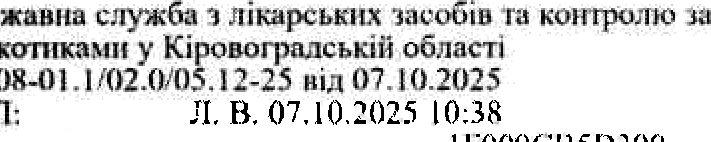 жавна служба з лікарських засобів та контролю за
котиками у Кіровоградській області
08-01.1/02.0/05.12-25 від 07.10.2025
П: Л. В. 07.10.2025 10:38